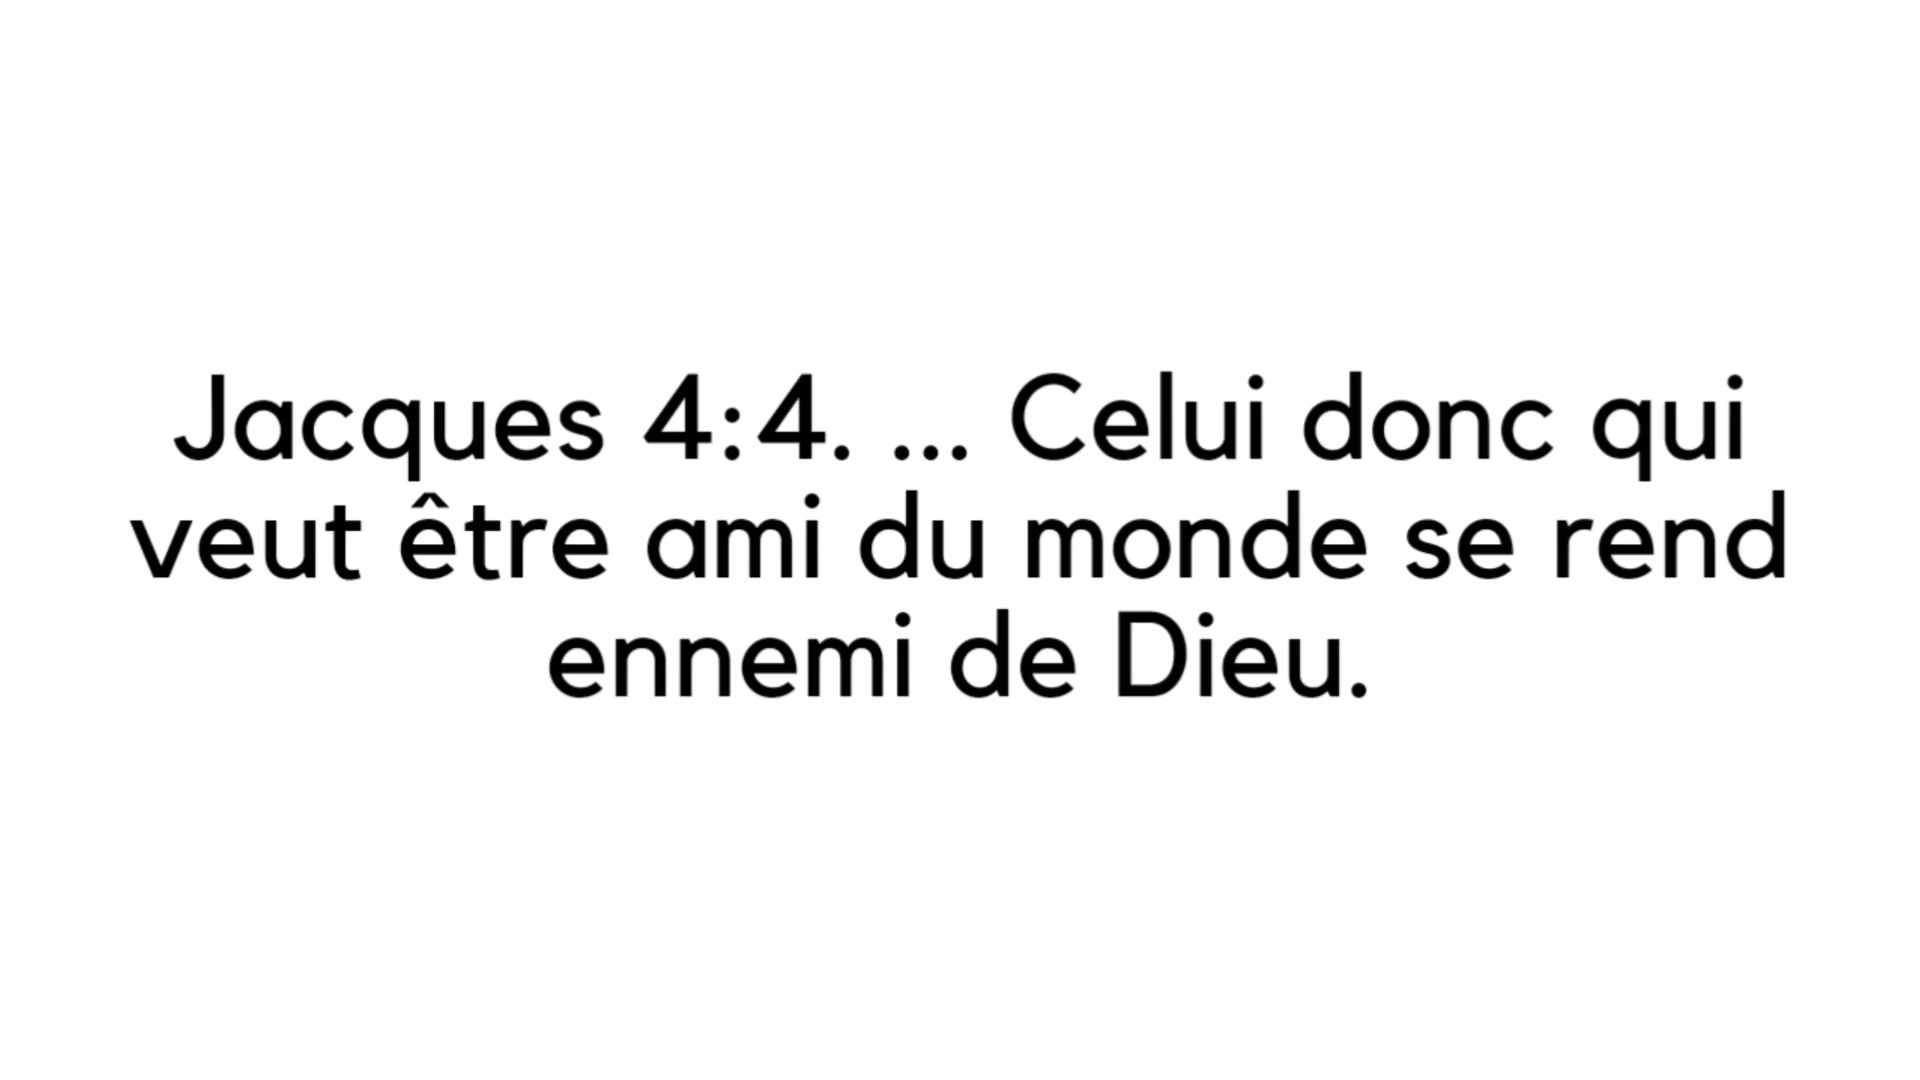 Jacques 4:4. ... Celui donc qui
veut être ami du monde se rend
ennemi de Dieu.